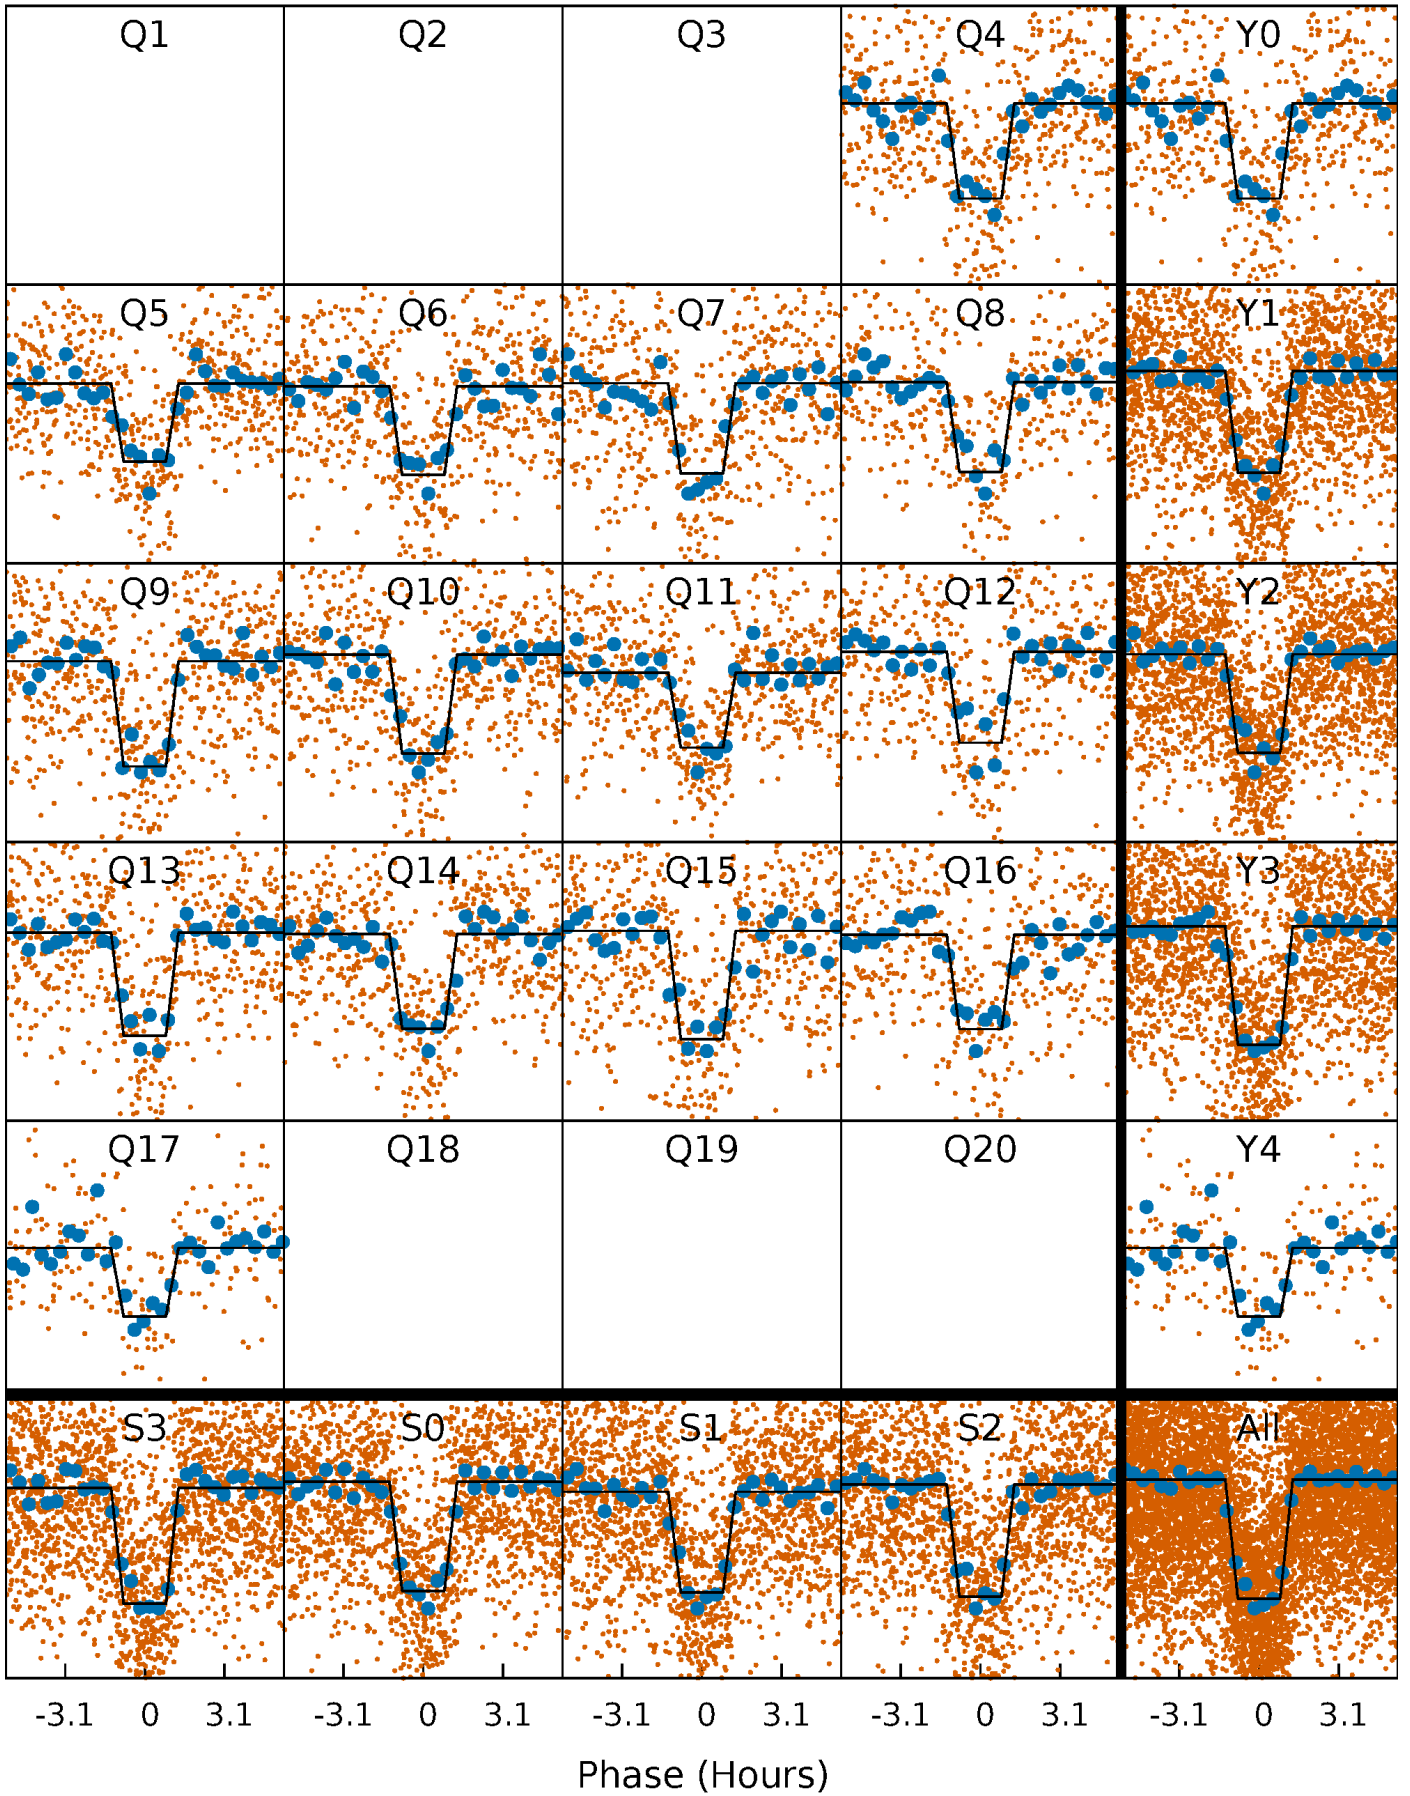 Q1 Q2 Q3 Q4 Y0
Q5 Q6 Q7 Q8 Y1
Q9 Q10 Q11 Q12 Y2
Q13 Q14 Q15 Q16 Y3
Q17 Q18 Q19 Q20 Y4
S3 S0 S1 S2 All
-3.1 0 3.1 -3.1 0 3.1 -3.1 0 3.1 -3.1 0 3.1 -3.1 0 3.1
Phase (Hours)